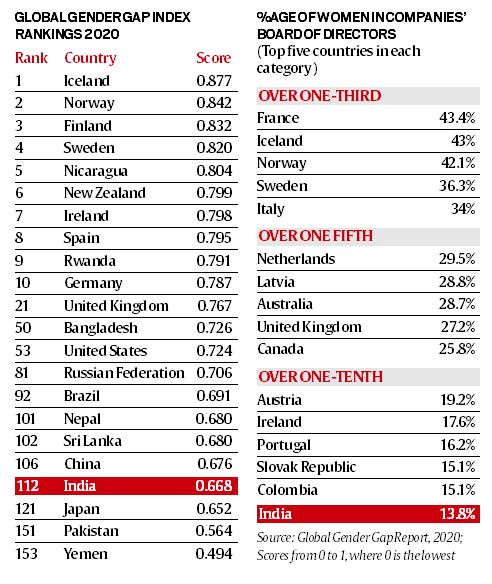 GLOBAL GENDER GAP INDEX
RANKINGS 2020
Rank Country Score
1 Iceland 0.877
2 Norway 0.842
3 Finland 0.832
4 Sweden 0.820
5 Nicaragua 0.804
6 New Zealand 0.799
7 Ireland 0.798
8 Spain 0.795
9 Rwanda 0.791
10 Germany 0.787
21 United Kingdom 0.767
50 Bangladesh 0.726
53 United States 0.724
81 Russian Federation 0.706
92 Brazil 0.691
101 Nepal 0.680
102 Sri Lanka 0.680
106 China 0.676
112 India 0.668
121 Japan 0.652
151 Pakistan 0.564
153 Yemen 0.494
%AGE OF WOMEN IN COMPANIES'
BOARD OF DIRECTORS
(Top five countries in each
category)
OVER ONE-THIRD
France 43.4%
Iceland 43%
Norway 42.1%
Sweden 36.3%
Italy 34%
OVER ONE FIFTH
Netherlands 29.5%
Latvia 28.8%
Australia 28.7%
United Kingdom 27.2%
Canada 25.8%
OVER ONE-TENTH
Austria 19.2%
Ireland 17.6%
Portugal 16.2%
Slovak Republic 15.1%
Colombia 15.1%
India 13.8%
Source: Global Gender Gap Report, 2020;
Scores from 0 to 1, where 0 is the lowest